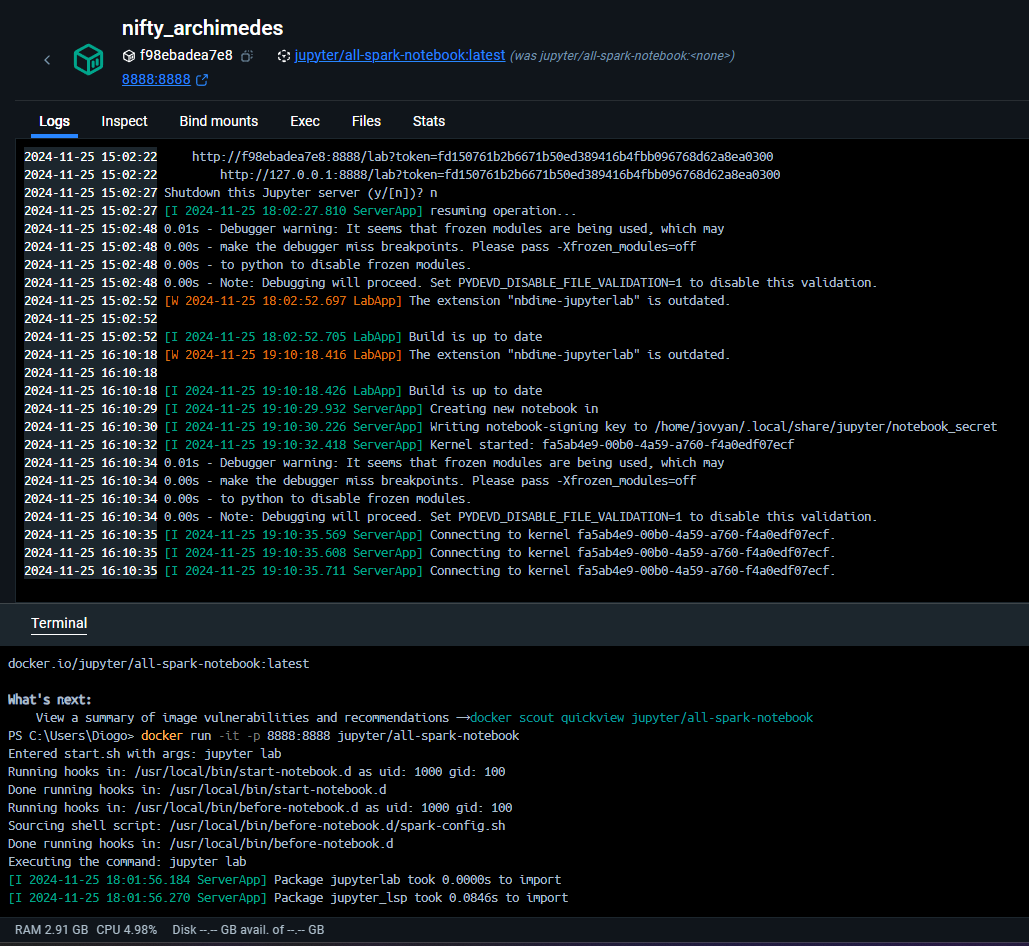 nifty_archimedes
f98ebadea7e8 jupyter/all-spark-notebook:latest (was jupyter/all-spark-notebook:<none>)
8888:8888
Logs Inspect Bind mounts Exec Files Stats
2024-11-25 15:02:22 http://f98ebadea7e8:8888/lab?token=fd150761b2b6671b50ed389416b4fbb096768d62a8ea0300
2024-11-25 15:02:22 http://127.0.0.1:8888/lab?token=fd150761b2b6671b50ed389416b4fbb096768d62a8ea0300
2024-11-25 15:02:27 Shutdown this Jupyter server (y/[n])? n
2024-11-25 15:02:27 [I 2024-11-25 18:02:27.810 ServerApp] resuming operation...
2024-11-25 15:02:48 0.01s - Debugger warning: It seems that frozen modules are being used, which may
2024-11-25 15:02:48 0.00s - make the debugger miss breakpoints. Please pass -Xfrozen_modules=off
2024-11-25 15:02:48 0.00s - to python to disable frozen modules.
2024-11-25 15:02:48 0.00s - Note: Debugging will proceed. Set PYDEVD_DISABLE_FILE_VALIDATION=1 to disable this validation.
2024-11-25 15:02:52 [W 2024-11-25 18:02:52.697 LabApp] The extension "nbdime-jupyterlab" is outdated.
2024-11-25 15:02:52
2024-11-25 15:02:52 [I 2024-11-25 18:02:52.705 LabApp] Build is up to date
2024-11-25 16:10:18 [W 2024-11-25 19:10:18.416 LabApp] The extension "nbdime-jupyterlab" is outdated.
2024-11-25 16:10:18
2024-11-25 16:10:18 [I 2024-11-25 19:10:18.426 LabApp] Build is up to date
2024-11-25 16:10:29 [I 2024-11-25 19:10:29.932 ServerApp] Creating new notebook in
2024-11-25 16:10:30 [I 2024-11-25 19:10:30.226 ServerApp] Writing notebook-signing key to /home/jovyan/.local/share/jupyter/notebook_secret
2024-11-25 16:10:32 [I 2024-11-25 19:10:32.418 ServerApp] Kernel started: fa5ab4e9-00b0-4a59-a760-f4a0edf07ecf
2024-11-25 16:10:34 0.01s - Debugger warning: It seems that frozen modules are being used, which may
2024-11-25 16:10:34 0.00s - make the debugger miss breakpoints. Please pass -Xfrozen_modules=off
2024-11-25 16:10:34 0.00s - to python to disable frozen modules.
2024-11-25 16:10:34 0.00s - Note: Debugging will proceed. Set PYDEVD_DISABLE_FILE_VALIDATION=1 to disable this validation.
2024-11-25 16:10:35 [I 2024-11-25 19:10:35.569 ServerApp] Connecting to kernel fa5ab4e9-00b0-4a59-a760-f4a0edf07ecf.
2024-11-25 16:10:35 [I 2024-11-25 19:10:35.608 ServerApp] Connecting to kernel fa5ab4e9-00b0-4a59-a760-f4a0edf07ecf.
2024-11-25 16:10:35 [I 2024-11-25 19:10:35.711 ServerApp] Connecting to kernel fa5ab4e9-00b0-4a59-a760-f4a0edf07ecf.
Terminal
docker.io/jupyter/all-spark-notebook:latest
What's next:
View a summary of image vulnerabilities and recommendations → docker scout quickview jupyter/all-spark-notebook
PS C:\Users\Diogo> docker run -it -p 8888:8888 jupyter/all-spark-notebook
Entered start.sh with args: jupyter lab
Running hooks in: /usr/local/bin/start-notebook.d as uid: 1000 gid: 100
Done running hooks in: /usr/local/bin/start-notebook.d
Running hooks in: /usr/local/bin/before-notebook.d as uid: 1000 gid: 100
Sourcing shell script: /usr/local/bin/before-notebook.d/spark-config.sh
Done running hooks in: /usr/local/bin/before-notebook.d
Executing the command: jupyter lab
[I 2024-11-25 18:01:56.184 ServerApp] Package jupyterlab took 0.0000s to import
[I 2024-11-25 18:01:56.270 ServerApp] Package jupyter_lsp took 0.0846s to import
RAM 2.91 GB CPU 4.98% Disk --.-- GB avail. of --.-- GB